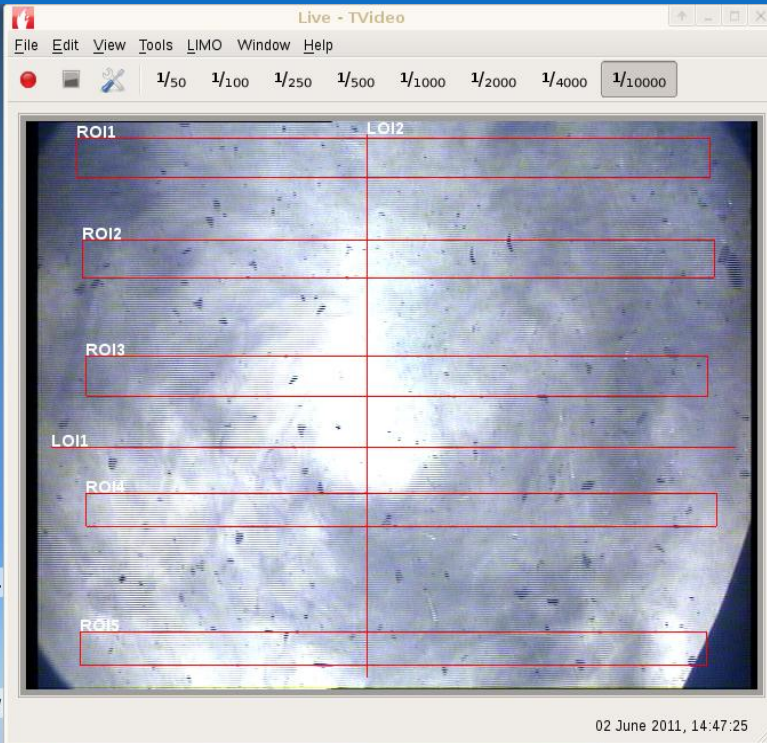 Live - TVideo
File Edit View Tools LIMO Window Help
1/50 1/100 1/250 1/500 1/1000 1/2000 1/4000 1/10000
ROI1 LOI2
ROI2
ROI3
LOI1
ROI4
ROI5
02 June 2011, 14:47:25